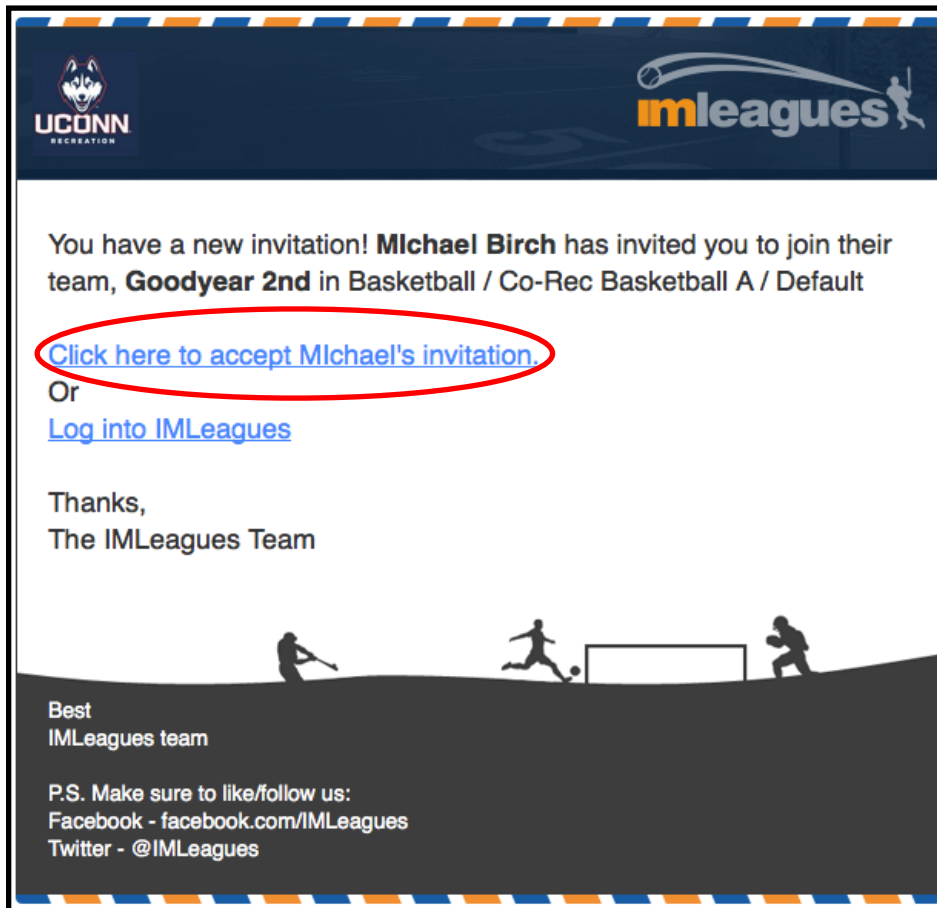 UCONN
RECREATION
imleagues
You have a new invitation! MIchael Birch has invited you to join their
team, Goodyear 2nd in Basketball / Co-Rec Basketball A / Default
Click here to accept MIchael's invitation.
Or
Log into IMLeagues
Thanks,
The IMLeagues Team
Best
IMLeagues team
P.S. Make sure to like/follow us:
Facebook - facebook.com/IMLeagues
Twitter - @IMLeagues